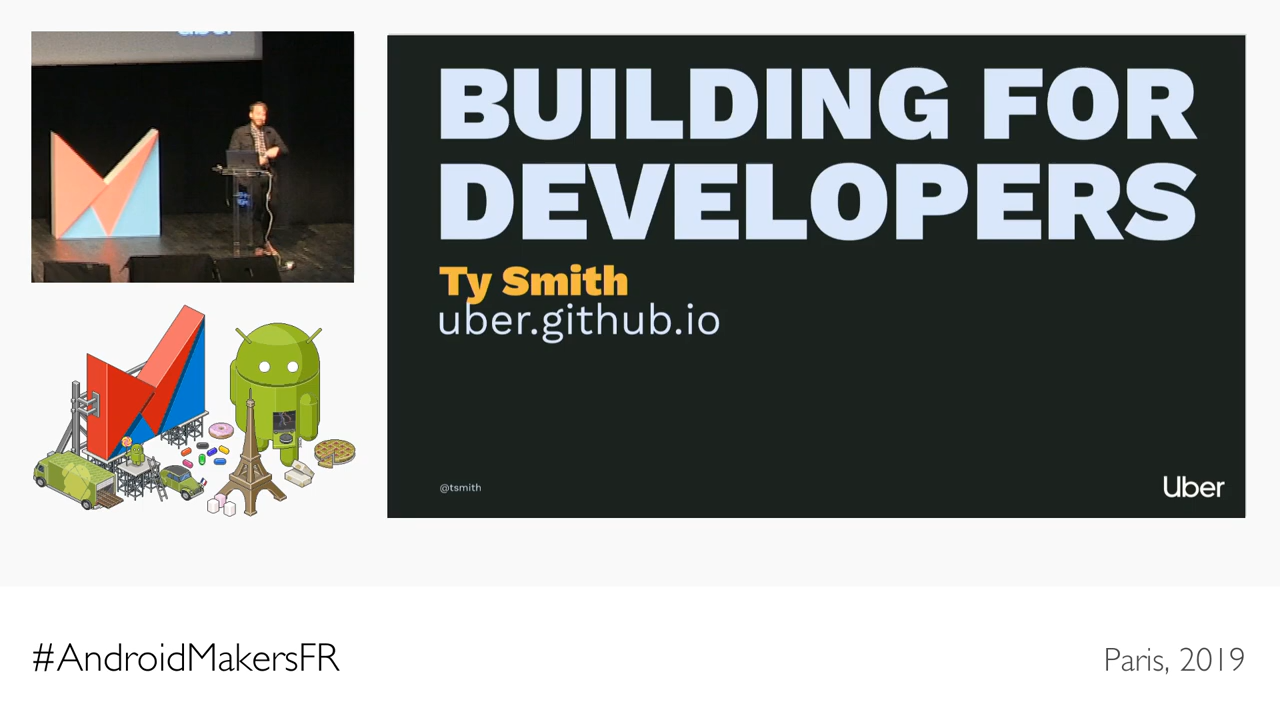 BUILDING FOR
DEVELOPERS
Ty Smith
uber.github.io
@tsmith
Uber
#AndroidMakersFR
Paris, 2019